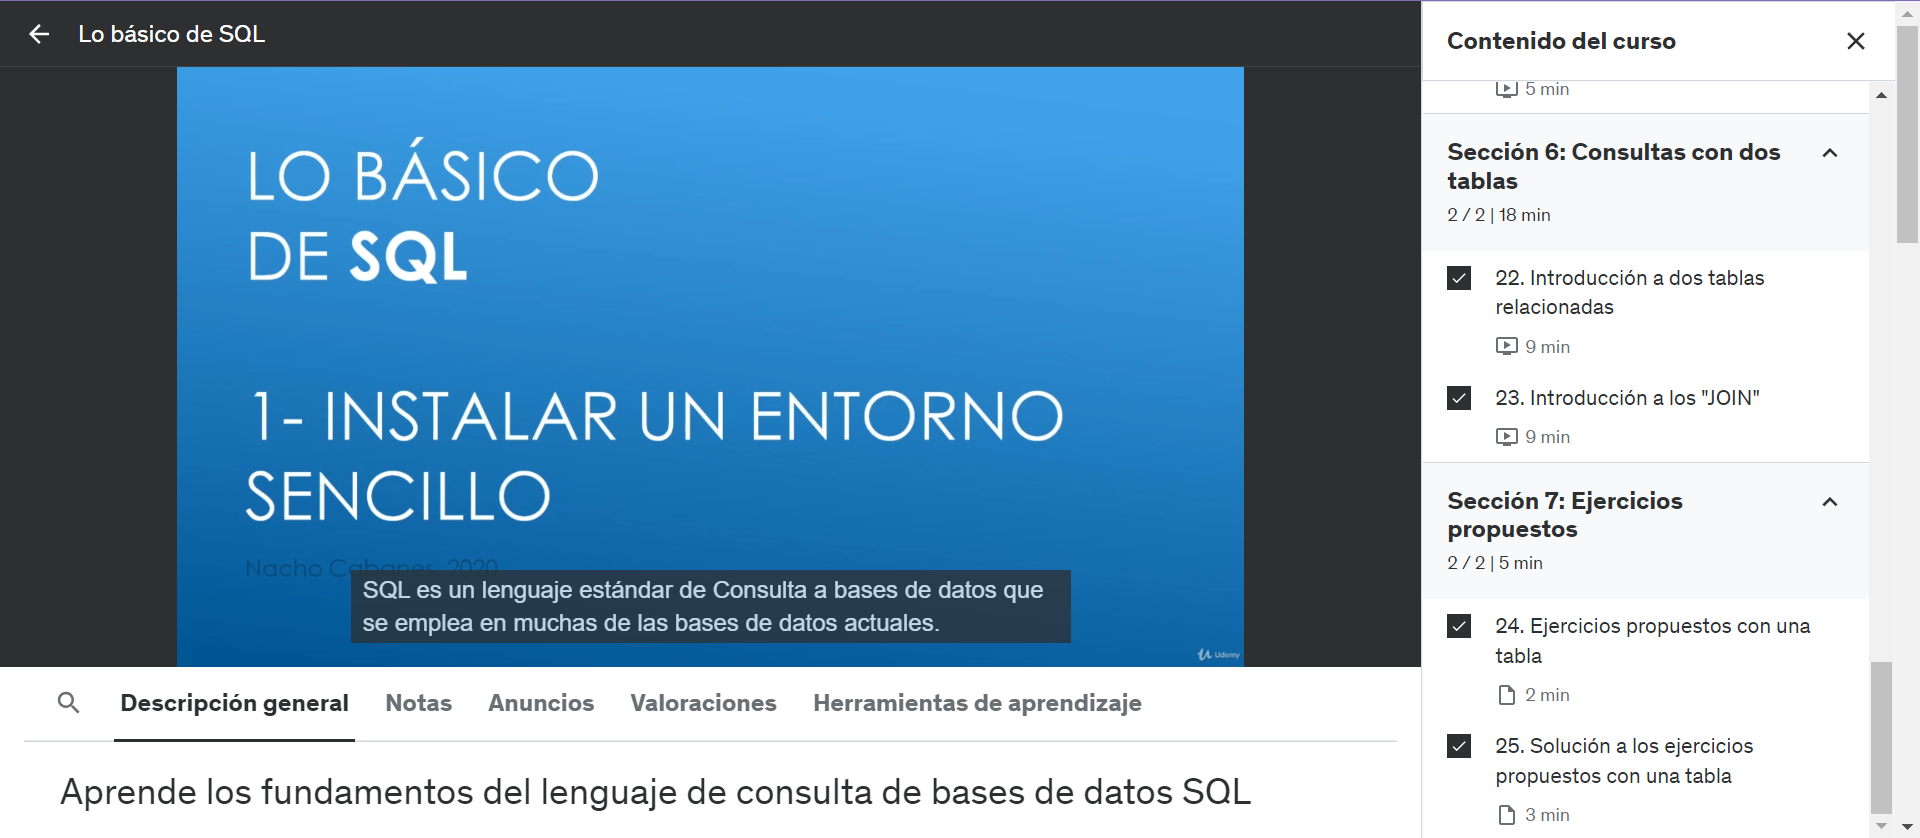 Lo básico de SQL
LO BÁSICO
DE SQL
1- INSTALAR UN ENTORNO
SENCILLO
Nacho Cabanes, 2020
SQL es un lenguaje estándar de Consulta a bases de datos que
se emplea en muchas de las bases de datos actuales.
Udemy
Descripción general
Notas
Anuncios
Valoraciones
Herramientas de aprendizaje
Aprende los fundamentos del lenguaje de consulta de bases de datos SQL
Contenido del curso
5 min
Sección 6: Consultas con dos
tablas
2 / 2 | 18 min
22. Introducción a dos tablas
relacionadas
9 min
23. Introducción a los "JOIN"
9 min
Sección 7: Ejercicios
propuestos
2 / 2 | 5 min
24. Ejercicios propuestos con una
tabla
2 min
25. Solución a los ejercicios
propuestos con una tabla
3 min